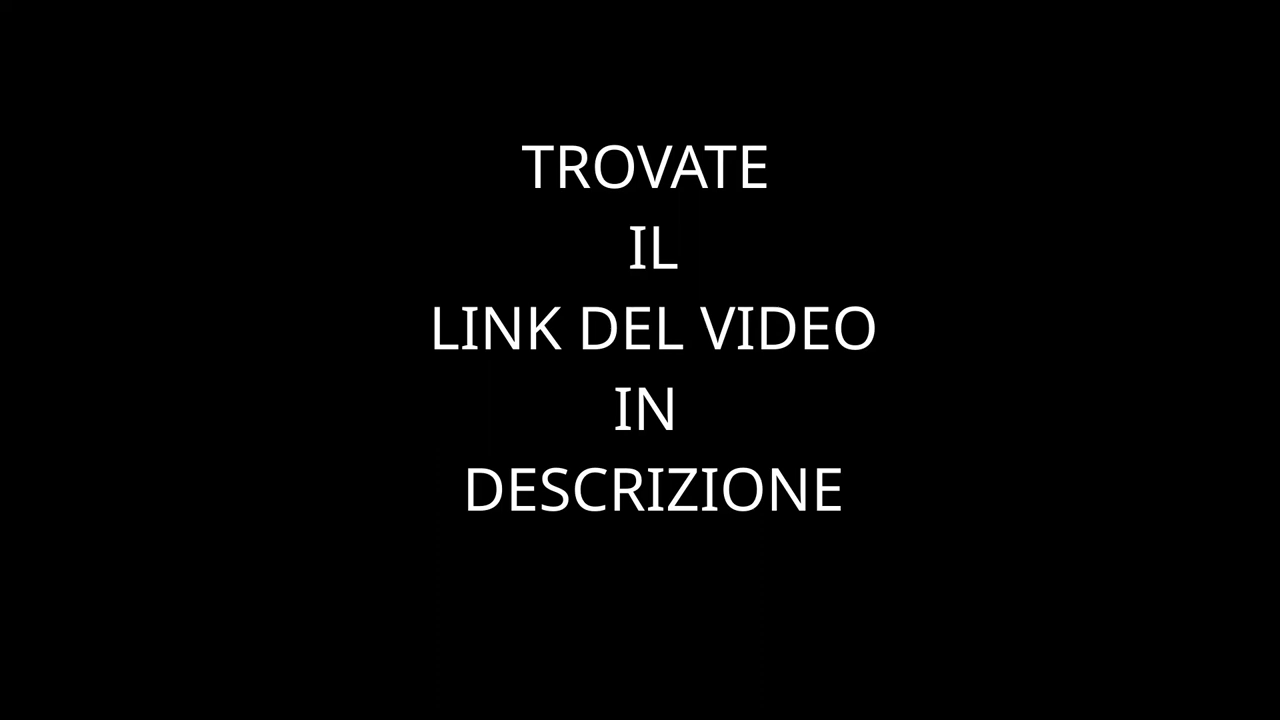 TROVATE
IL
LINK DEL VIDEO
IN
DESCRIZIONE